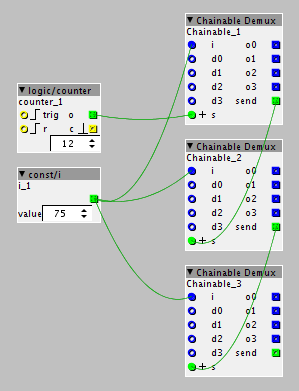 ▼ Chainable Demux
Chainable_1
i o0
d0 o1
d1 o2
d2 o3
d3 send
+ s
▼ logic/counter
counter_1
trig o
r c
12
▼ const/i
i_1
value 75
▼ Chainable Demux
Chainable_2
i o0
d0 o1
d1 o2
d2 o3
d3 send
+ s
▼ Chainable Demux
Chainable_3
i o0
d0 o1
d1 o2
d2 o3
d3 send
+ s